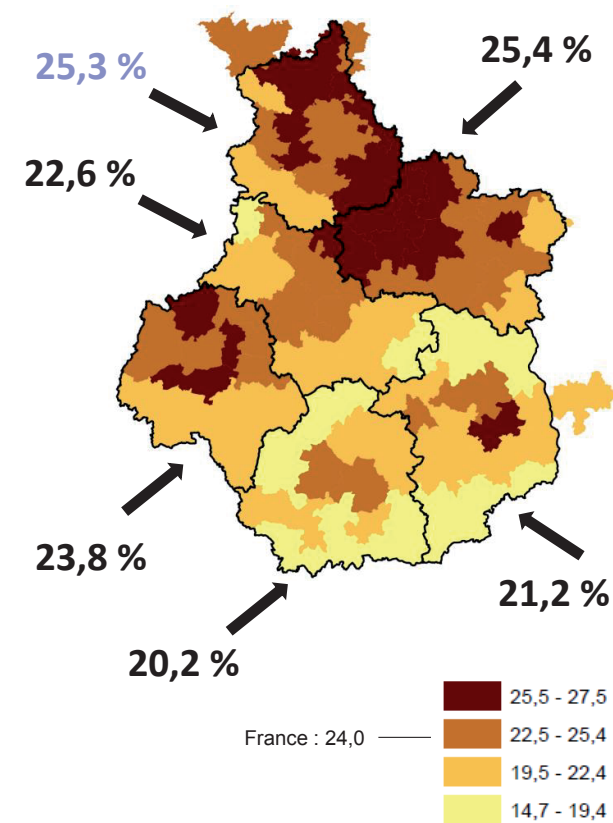 25,4 %
25,3 %
22,6 %
23,8 %
21,2 %
20,2 %
25,5 - 27,5
France : 24,0
22,5 - 25,4
19,5 - 22,4
14,7 - 19,4